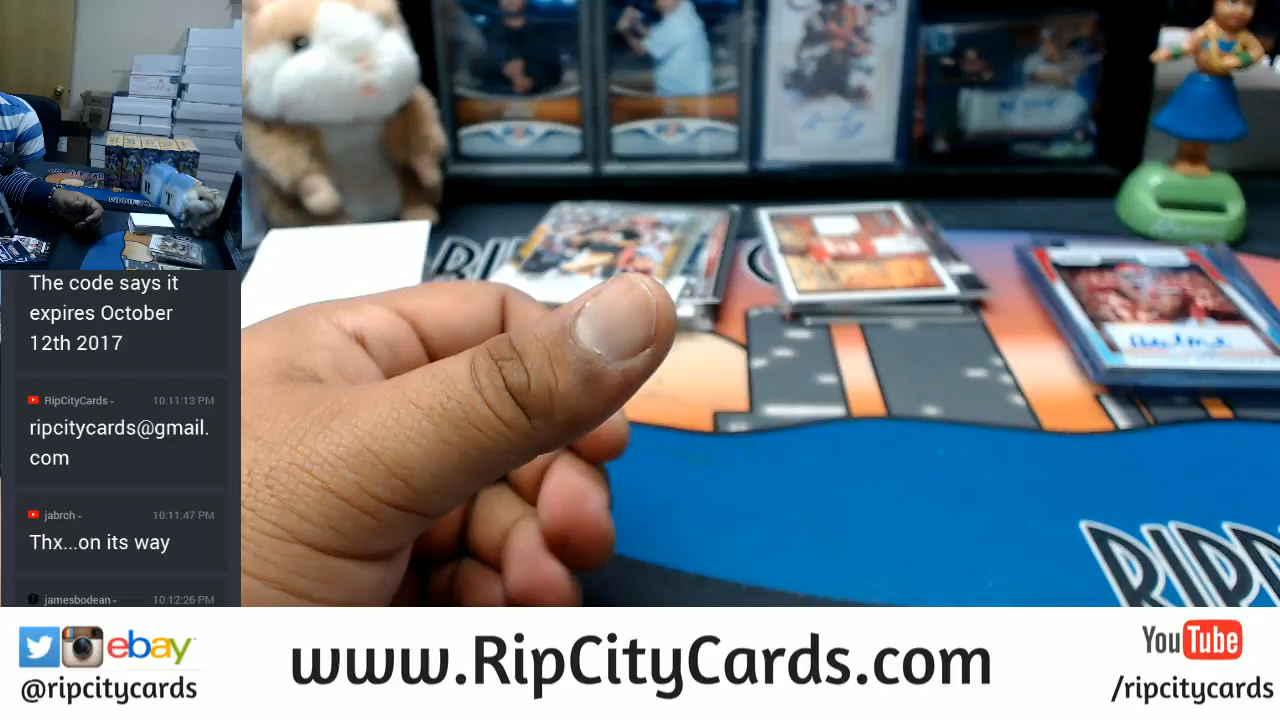 The code says it
expires October
12th 2017
RipCityCards -
10:11:13 PM
ripcitycards@gmail.
com
jabrch -
10:11:47 PM
Thx...on its way
jamesbodean -
10:12:26 PM
RIPP
ebay
@ripcitycards
www.RipCityCards.com
YouTube
/ripcitycards